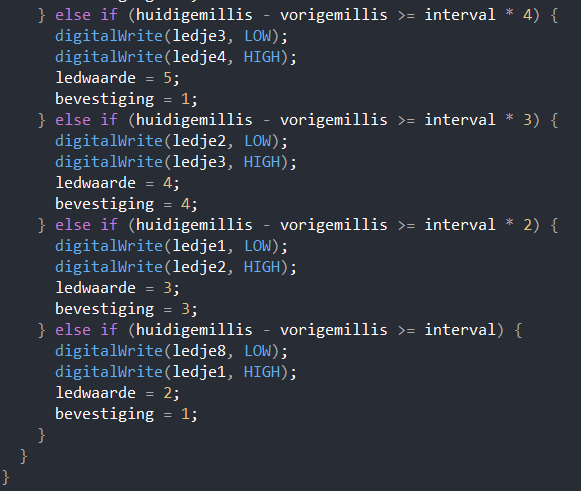 } else if (huidigemillis - vorigemillis >= interval * 4) {
digitalWrite(ledje3, LOW);
digitalWrite(ledje4, HIGH);
ledwaarde = 5;
bevestiging = 1;
} else if (huidigemillis - vorigemillis >= interval * 3) {
digitalWrite(ledje2, LOW);
digitalWrite(ledje3, HIGH);
ledwaarde = 4;
bevestiging = 4;
} else if (huidigemillis - vorigemillis >= interval * 2) {
digitalWrite(ledje1, LOW);
digitalWrite(ledje2, HIGH);
ledwaarde = 3;
bevestiging = 3;
} else if (huidigemillis - vorigemillis >= interval) {
digitalWrite(ledje8, LOW);
digitalWrite(ledje1, HIGH);
ledwaarde = 2;
bevestiging = 1;
}
}
}